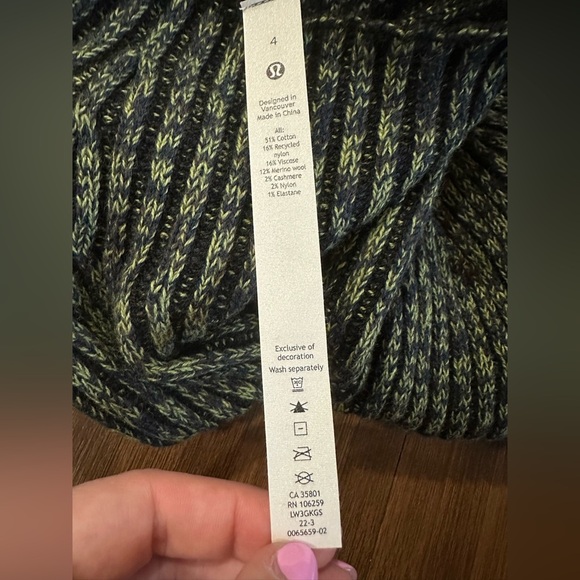 4
Designed in
Vancouver
Made in China
All:
51% Cotton
16% Recycled
nylon
16% Viscose
12% Merino wool
2% Cashmere
2% Nylon
1% Elastane
Exclusive of
decoration
Wash separately
CA 35801
RN 106259
LW3GKGS
22-3
0065659-02